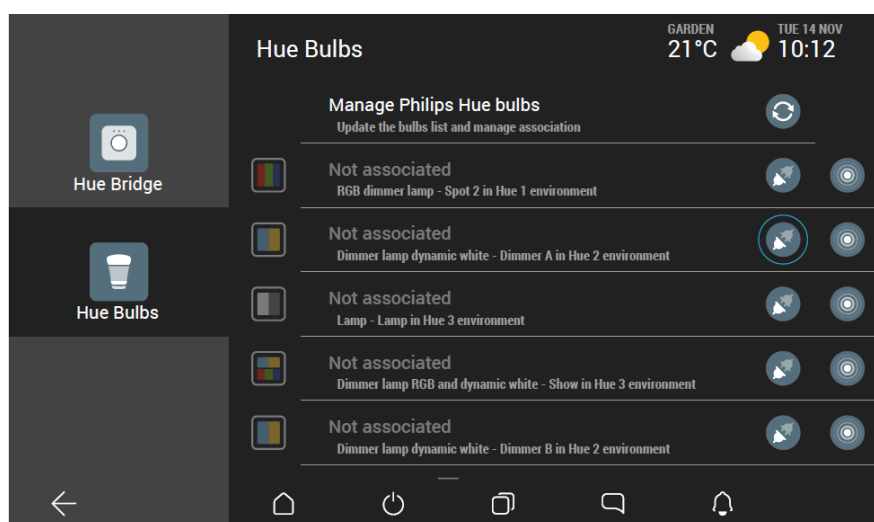 Hue Bulbs
GARDEN
21°C
TUE 14 NOV
10:12
Hue Bridge
Hue Bulbs
Manage Philips Hue bulbs
Update the bulbs list and manage association
Not associated
RGB dimmer lamp - Spot 2 in Hue 1 environment
Not associated
Dimmer lamp dynamic white - Dimmer A in Hue 2 environment
Not associated
Lamp - Lamp in Hue 3 environment
Not associated
Dimmer lamp RGB and dynamic white - Show in Hue 3 environment
Not associated
Dimmer lamp dynamic white - Dimmer B in Hue 2 environment